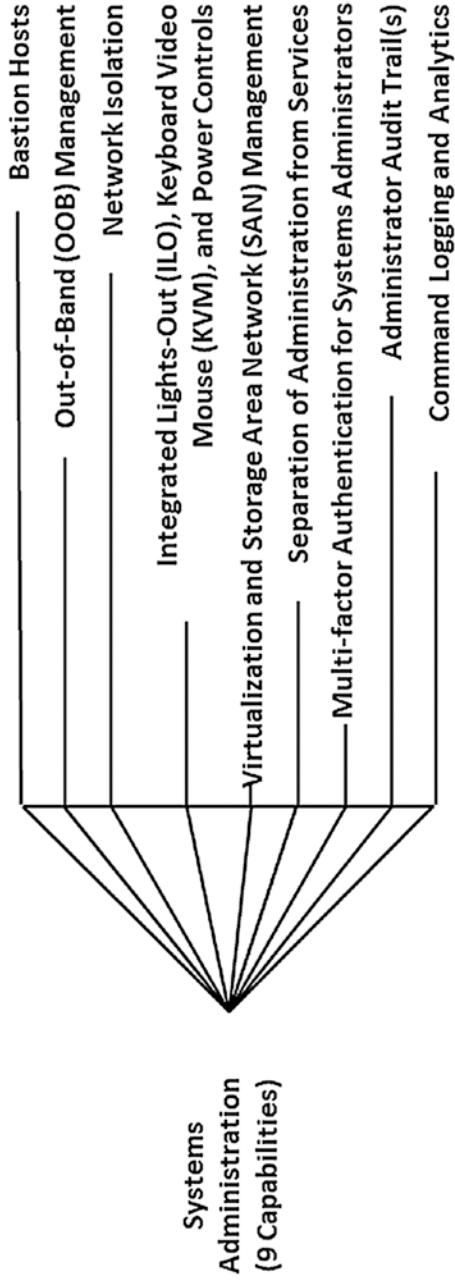 Systems
Administration
(9 Capabilities)
Bastion Hosts
Out-of-Band (OOB) Management
Network Isolation
Integrated Lights-Out (ILO), Keyboard Video
Mouse (KVM), and Power Controls
Virtualization and Storage Area Network (SAN) Management
Separation of Administration from Services
Multi-factor Authentication for Systems Administrators
Administrator Audit Trail(s)
Command Logging and Analytics